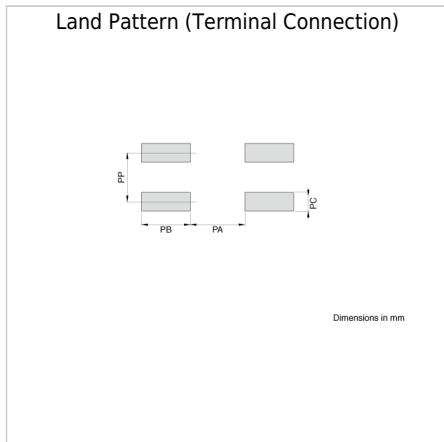 Land Pattern (Terminal Connection)
PP
PC
PB
PA
Dimensions in mm